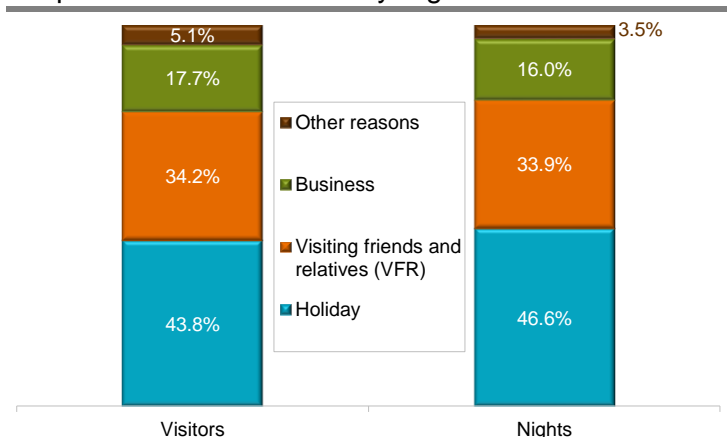 5.1%
3.5%
17.7%
16.0%
Other reasons
Business
34.2%
33.9%
Visiting friends and
relatives (VFR)
Holiday
43.8%
46.6%
Visitors
Nights